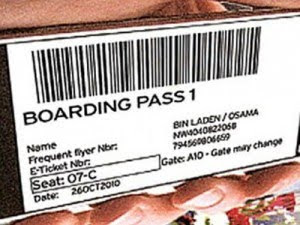 BOARDING PASS 1
Name BIN LADEN / OSAMA
Frequent flyer Nbr: NW4040822058
E-Ticket Nbr: 794560806659
Seat: 07-C Gate: A10 - Gate may change
Date: 26OCT2010